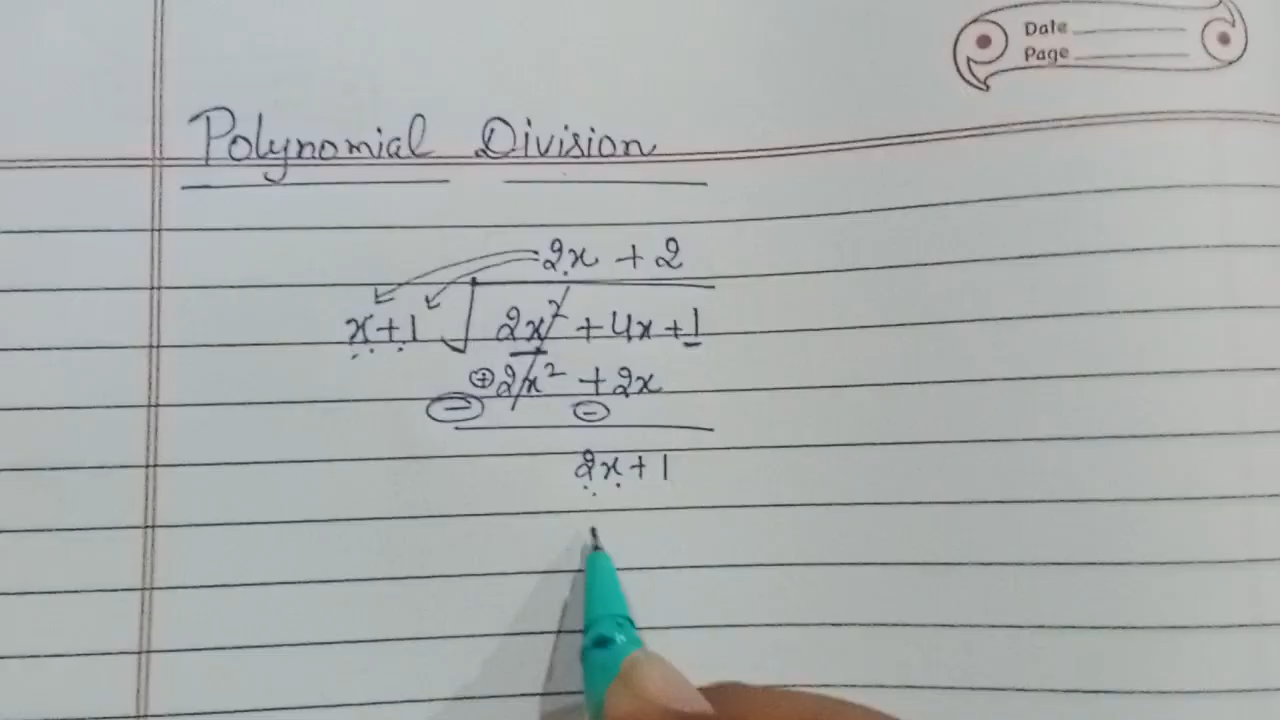 Date
Page
Polynomial Division
2x + 2
x+1 √ 2x² + 4x + 1
⊕ 2x² + 2x
⊖ ⊖
2x + 1